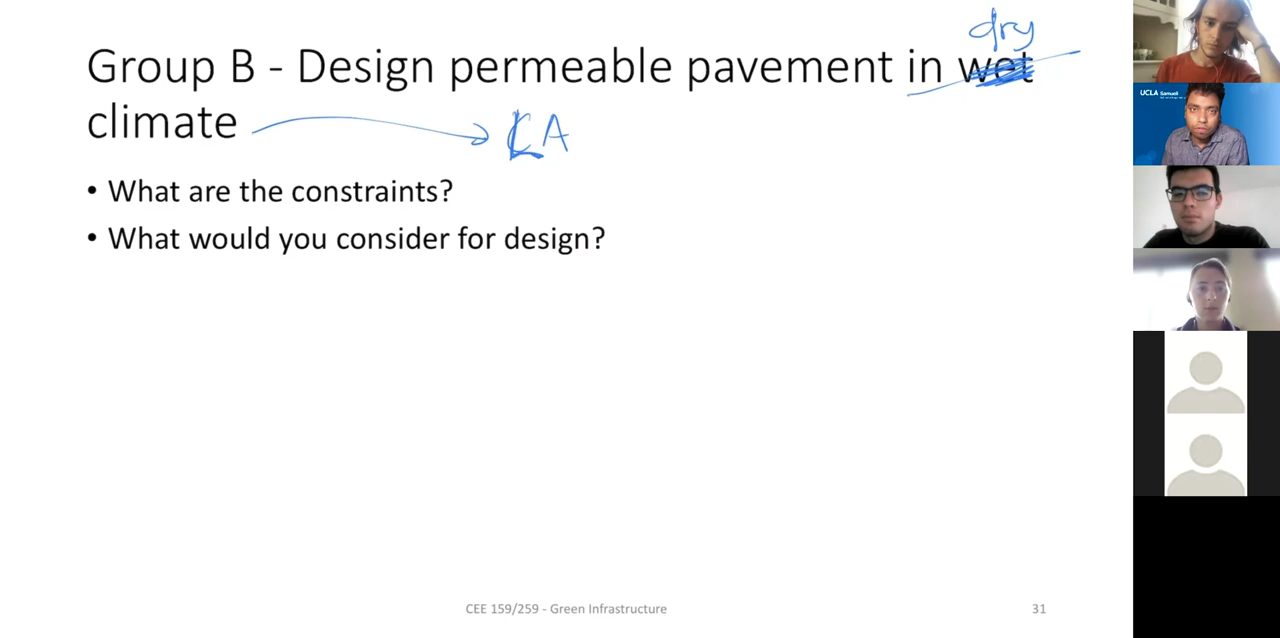 dry
Group B - Design permeable pavement in wet
climate LA
• What are the constraints?
• What would you consider for design?
CEE 159/259 - Green Infrastructure 31
UCLA Samueli